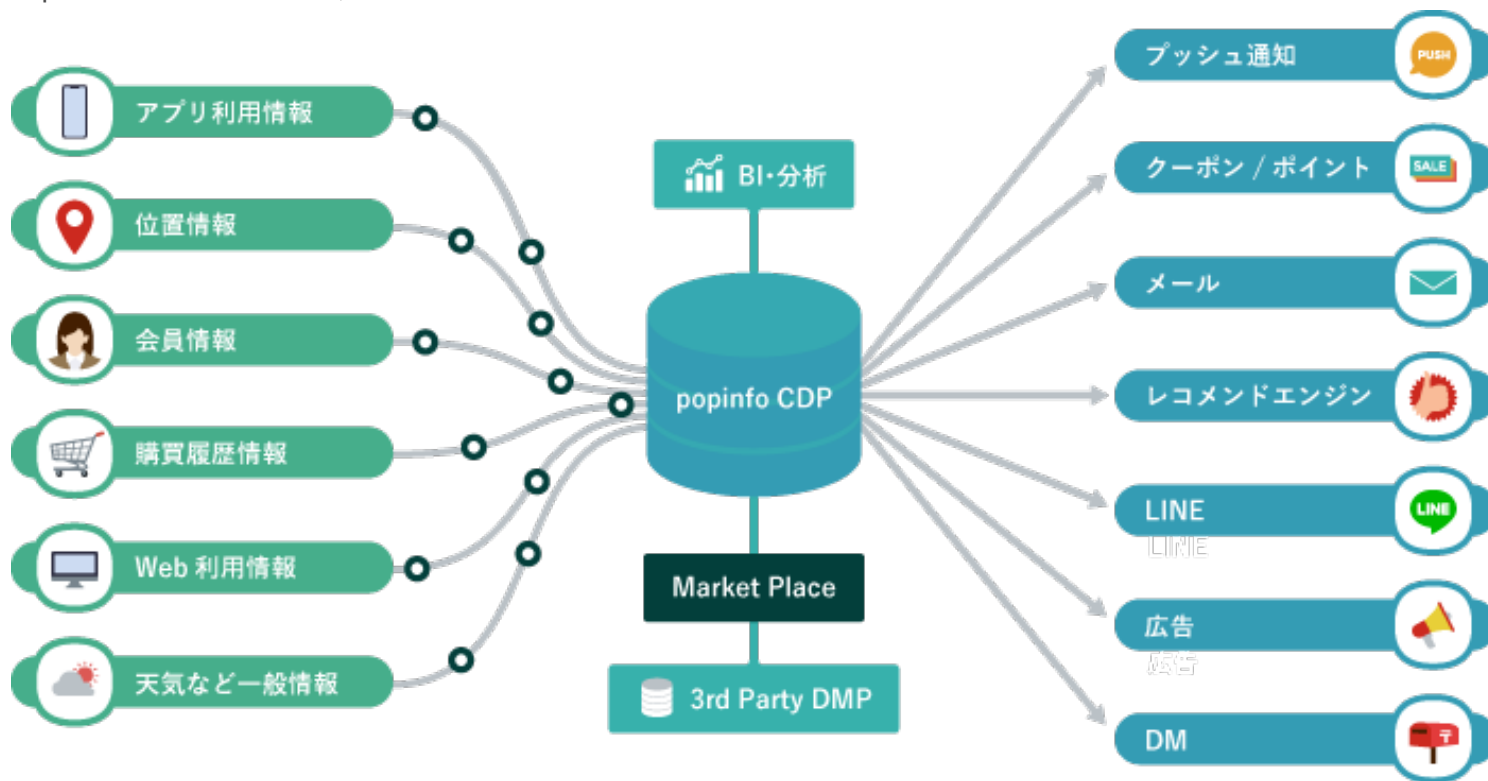 アプリ利用情報
位置情報
会員情報
購買履歴情報
Web 利用情報
天気など一般情報
BI・分析
popinfo CDP
Market Place
3rd Party DMP
プッシュ通知
PUSH
クーポン / ポイント
SALE
メール
レコメンドエンジン
LINE
LINE
LINE
広告
広告
DM
〒